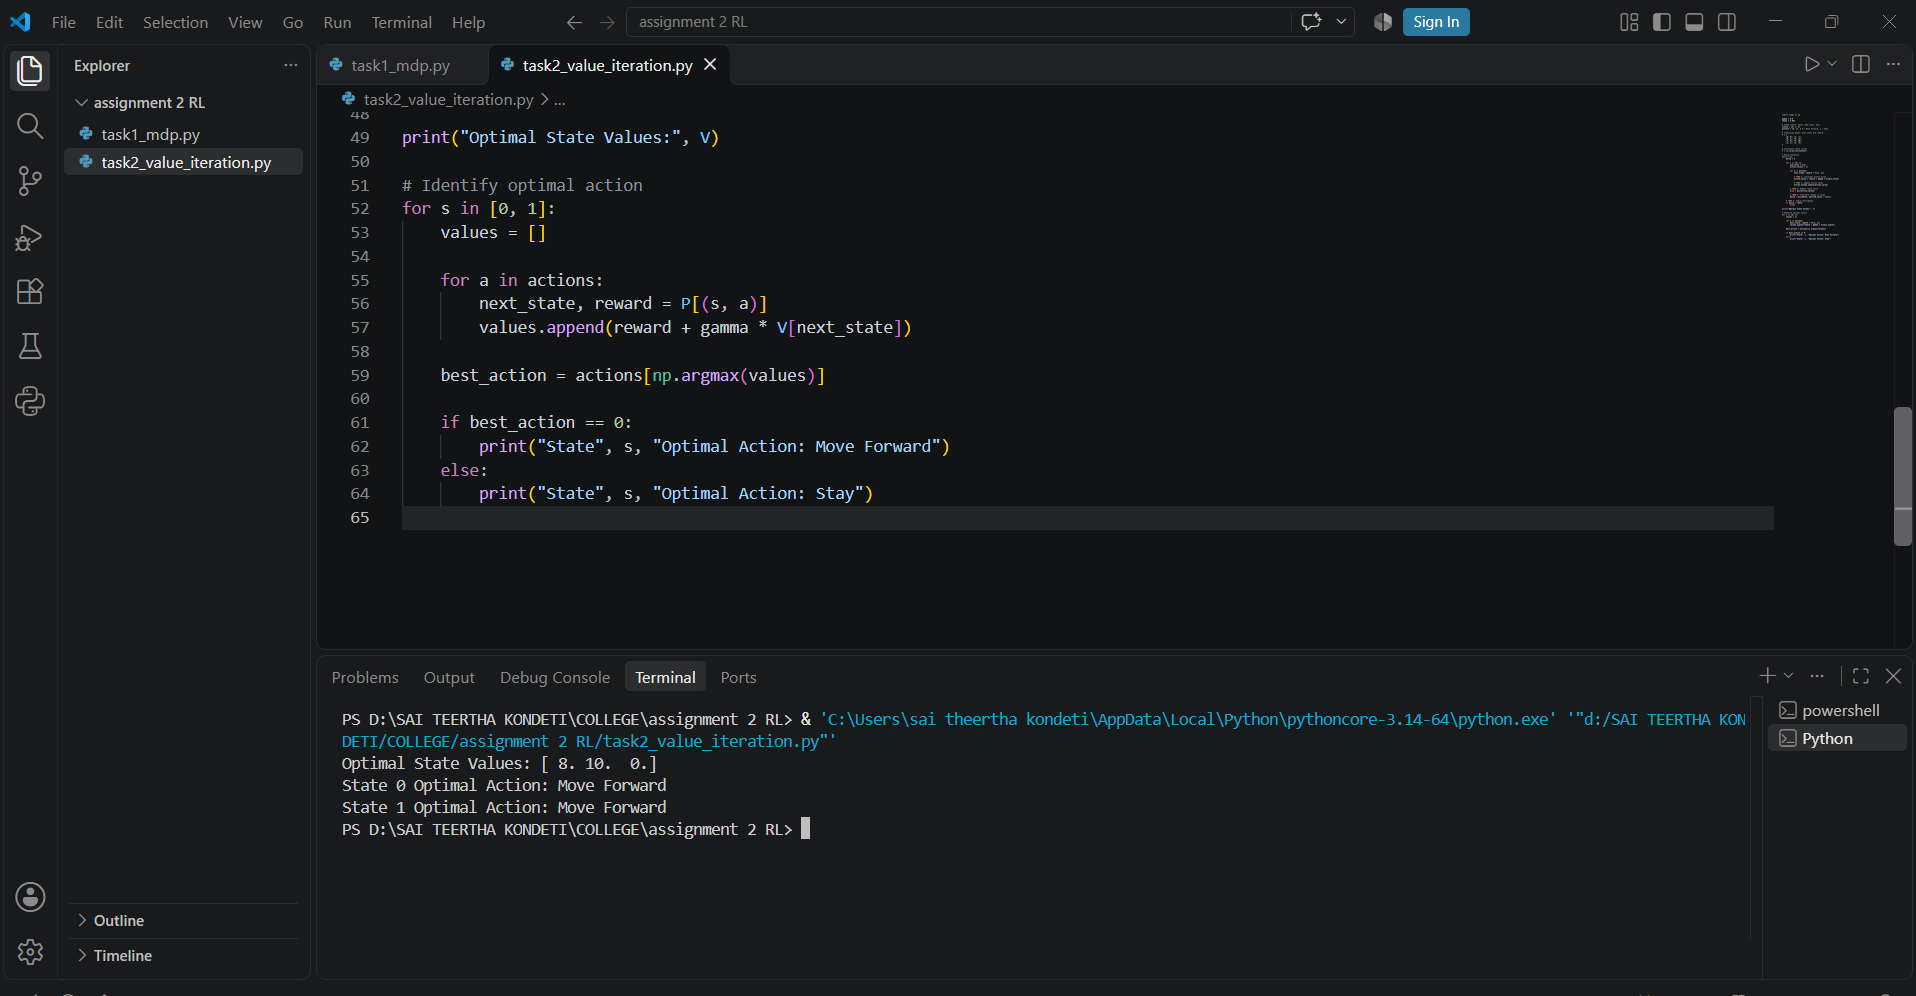 File Edit Selection View Go Run Terminal Help
assignment 2 RL
Sign In
Explorer
assignment 2 RL
task1_mdp.py
task2_value_iteration.py
Outline
Timeline
task1_mdp.py
task2_value_iteration.py
task2_value_iteration.py > ...
48
49 print("Optimal State Values:", V)
50
51 # Identify optimal action
52 for s in [0, 1]:
53 values = []
54
55 for a in actions:
56 next_state, reward = P[(s, a)]
57 values.append(reward + gamma * V[next_state])
58
59 best_action = actions[np.argmax(values)]
60
61 if best_action == 0:
62 print("State", s, "Optimal Action: Move Forward")
63 else:
64 print("State", s, "Optimal Action: Stay")
65
Problems Output Debug Console Terminal Ports
PS D:\SAI TEERTHA KONDETI\COLLEGE\assignment 2 RL> & 'C:\Users\sai theertha kondeti\AppData\Local\Python\pythoncore-3.14-64\python.exe' '"d:/SAI TEERTHA KON
DETI/COLLEGE/assignment 2 RL/task2_value_iteration.py"'
Optimal State Values: [ 8. 10.  0.]
State 0 Optimal Action: Move Forward
State 1 Optimal Action: Move Forward
PS D:\SAI TEERTHA KONDETI\COLLEGE\assignment 2 RL>
powershell
Python